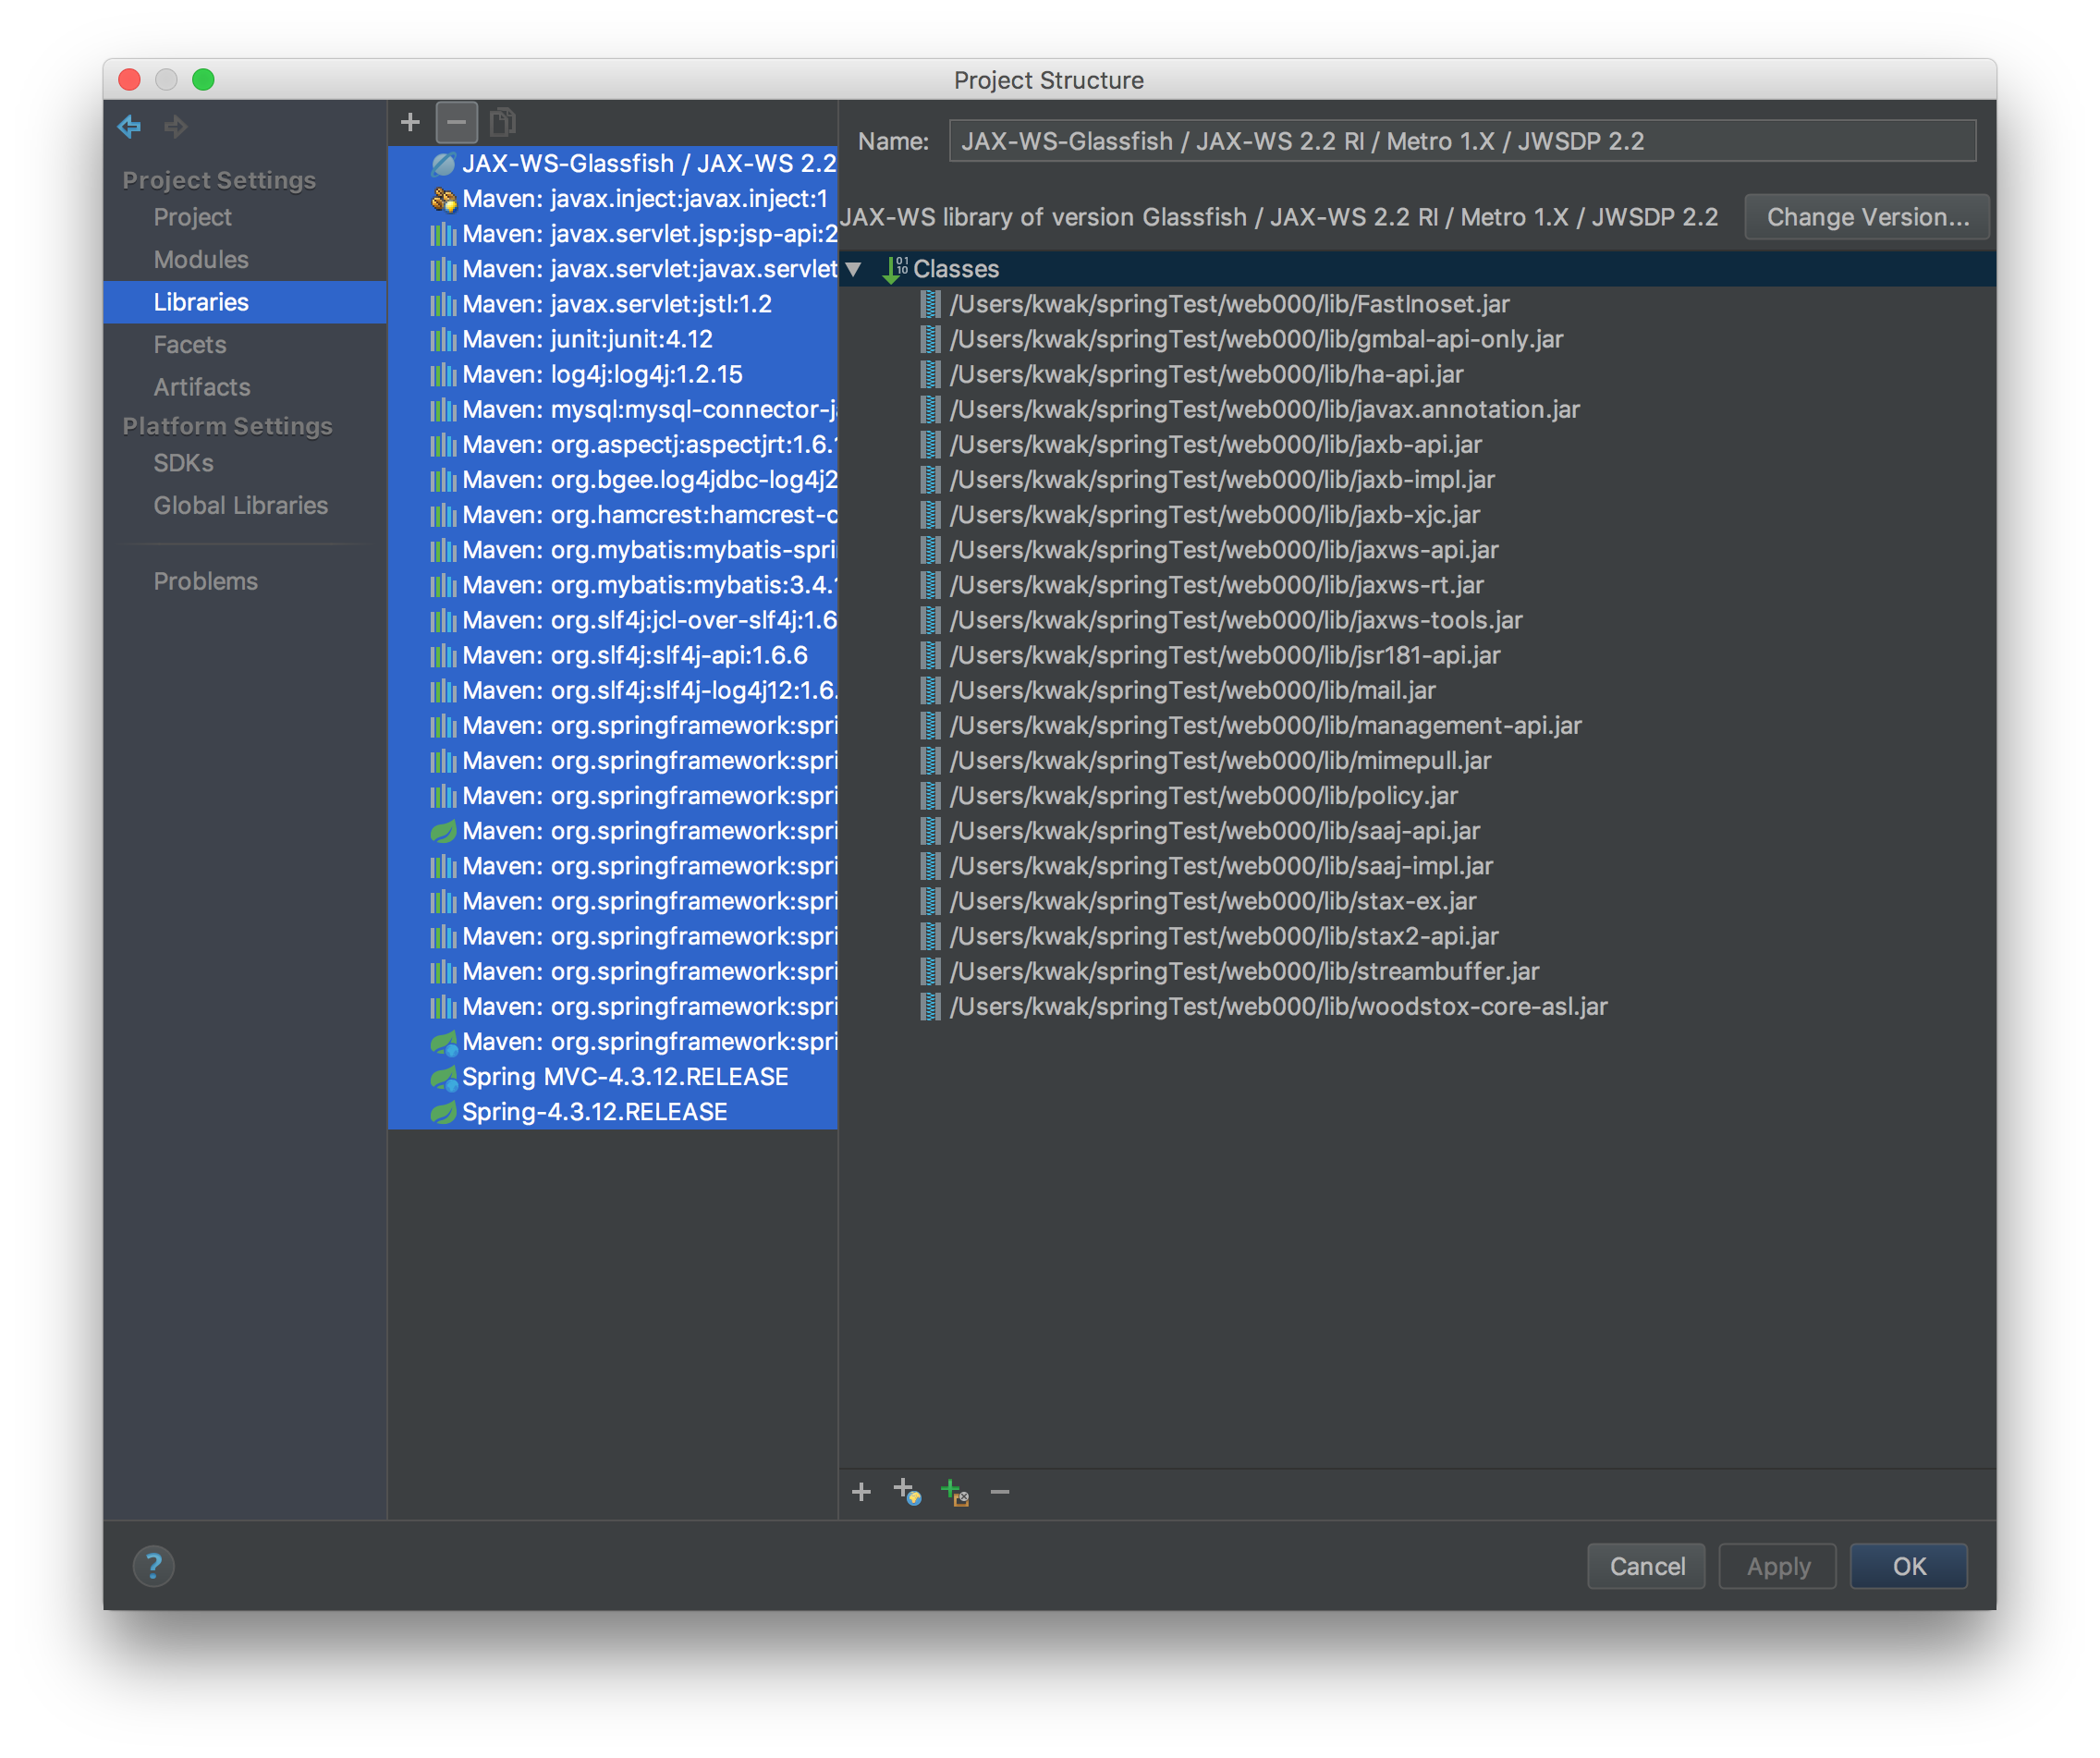 Project Structure
Project Settings
Project
Modules
Libraries
Facets
Artifacts
Platform Settings
SDKs
Global Libraries
Problems
JAX-WS-Glassfish / JAX-WS 2.2
Maven: javax.inject:javax.inject:1
Maven: javax.servlet.jsp:jsp-api:2
Maven: javax.servlet:javax.servlet
Maven: javax.servlet:jstl:1.2
Maven: junit:junit:4.12
Maven: log4j:log4j:1.2.15
Maven: mysql:mysql-connector-ja
Maven: org.aspectj:aspectjrt:1.6.1
Maven: org.bgee.log4jdbc-log4j2
Maven: org.hamcrest:hamcrest-c
Maven: org.mybatis:mybatis-spri
Maven: org.mybatis:mybatis:3.4.1
Maven: org.slf4j:jcl-over-slf4j:1.6
Maven: org.slf4j:slf4j-api:1.6.6
Maven: org.slf4j:slf4j-log4j12:1.6.
Maven: org.springframework:spri
Maven: org.springframework:spri
Maven: org.springframework:spri
Maven: org.springframework:spri
Maven: org.springframework:spri
Maven: org.springframework:spri
Maven: org.springframework:spri
Maven: org.springframework:spri
Maven: org.springframework:spri
Maven: org.springframework:spri
Spring MVC-4.3.12.RELEASE
Spring-4.3.12.RELEASE
Name: JAX-WS-Glassfish / JAX-WS 2.2 RI / Metro 1.X / JWSDP 2.2
JAX-WS library of version Glassfish / JAX-WS 2.2 RI / Metro 1.X / JWSDP 2.2 Change Version...
Classes
/Users/kwak/springTest/web000/lib/FastInoset.jar
/Users/kwak/springTest/web000/lib/gmbal-api-only.jar
/Users/kwak/springTest/web000/lib/ha-api.jar
/Users/kwak/springTest/web000/lib/javax.annotation.jar
/Users/kwak/springTest/web000/lib/jaxb-api.jar
/Users/kwak/springTest/web000/lib/jaxb-impl.jar
/Users/kwak/springTest/web000/lib/jaxb-xjc.jar
/Users/kwak/springTest/web000/lib/jaxws-api.jar
/Users/kwak/springTest/web000/lib/jaxws-rt.jar
/Users/kwak/springTest/web000/lib/jaxws-tools.jar
/Users/kwak/springTest/web000/lib/jsr181-api.jar
/Users/kwak/springTest/web000/lib/mail.jar
/Users/kwak/springTest/web000/lib/management-api.jar
/Users/kwak/springTest/web000/lib/mimepull.jar
/Users/kwak/springTest/web000/lib/policy.jar
/Users/kwak/springTest/web000/lib/saaj-api.jar
/Users/kwak/springTest/web000/lib/saaj-impl.jar
/Users/kwak/springTest/web000/lib/stax-ex.jar
/Users/kwak/springTest/web000/lib/stax2-api.jar
/Users/kwak/springTest/web000/lib/streambuffer.jar
/Users/kwak/springTest/web000/lib/woodstox-core-asl.jar
? Cancel Apply OK